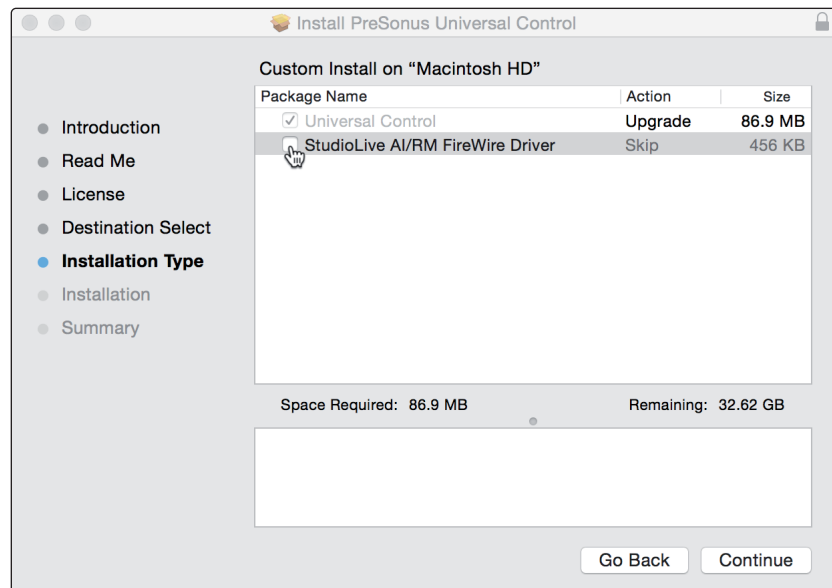 Install PreSonus Universal Control
Custom Install on “Macintosh HD”
Package Name Action Size
Universal Control Upgrade 86.9 MB
StudioLive AI/RM FireWire Driver Skip 456 KB
Introduction
Read Me
License
Destination Select
Installation Type
Installation
Summary
Space Required: 86.9 MB Remaining: 32.62 GB
Go Back Continue